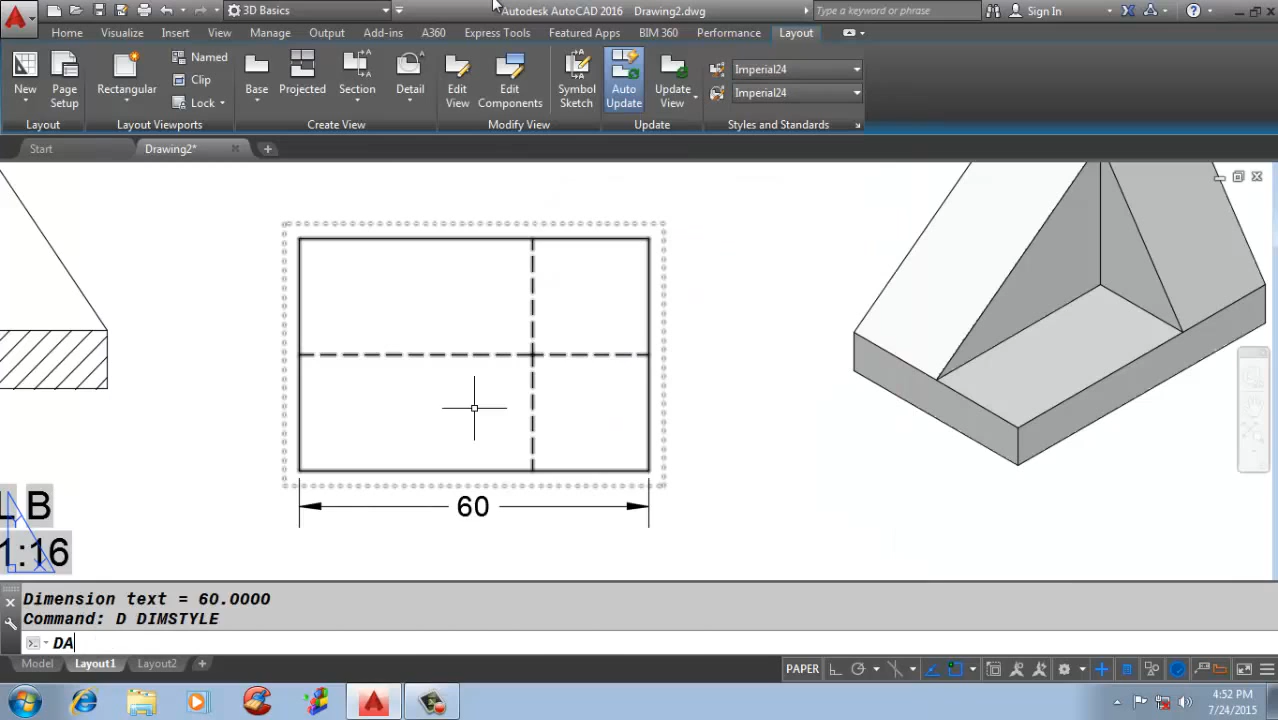 3D Basics
Autodesk AutoCAD 2016 Drawing2.dwg
Type a keyword or phrase
Sign In
Home Visualize Insert View Manage Output Add-ins A360 Express Tools Featured Apps BIM 360 Performance Layout
New
Page Setup
Layout
Rectangular
Named
Clip
Lock
Layout Viewports
Base
Projected
Section
Detail
Create View
Edit View
Edit Components
Symbol Sketch
Modify View
Auto Update
Update View
Update
Imperial24
Imperial24
Styles and Standards
Start
Drawing2*
60
L B
1:16
Dimension text = 60.0000
Command: D DIMSTYLE
DA
Model Layout1 Layout2
PAPER
4:52 PM
7/24/2015